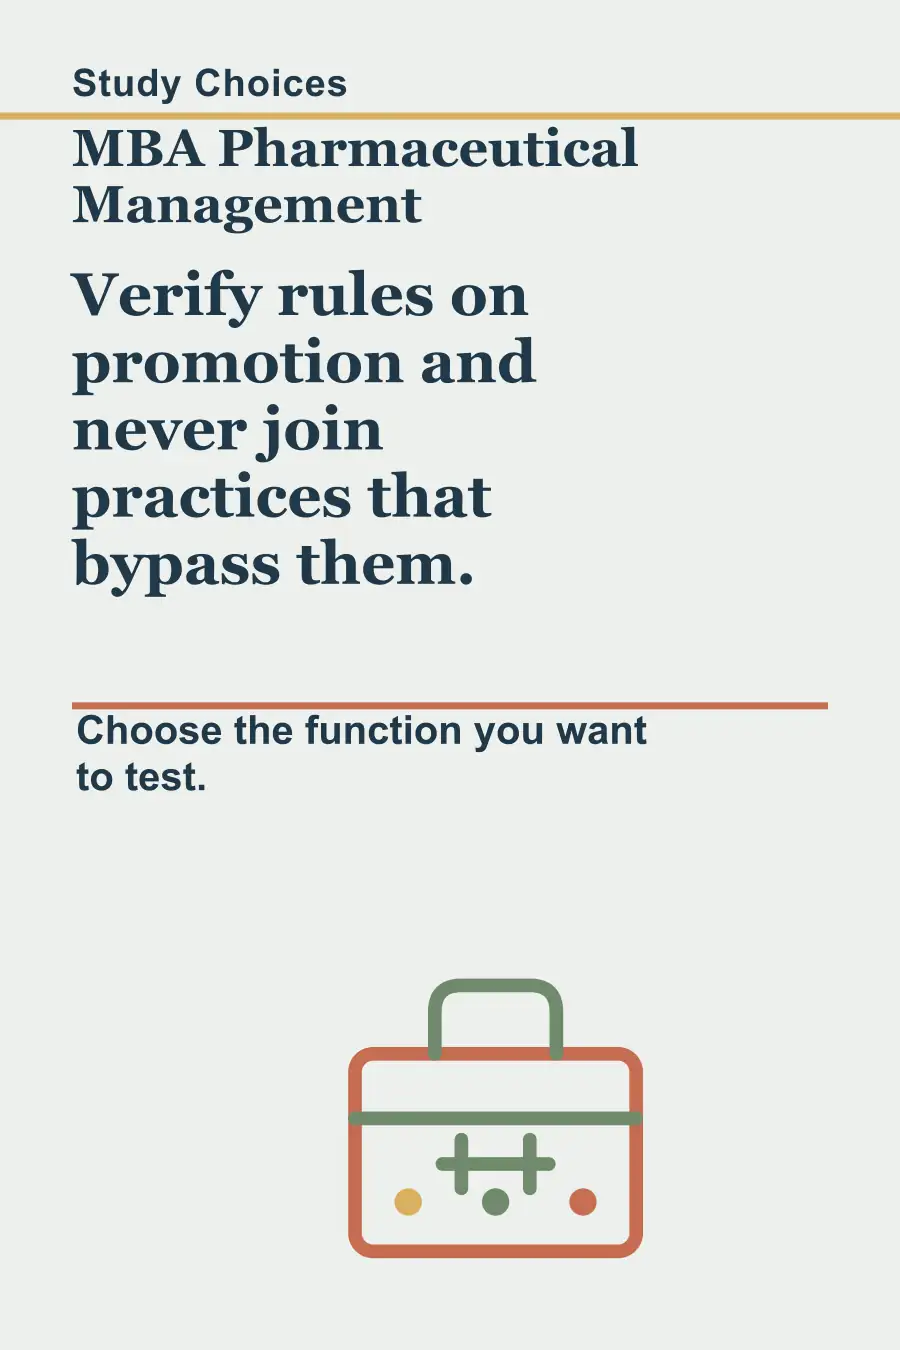 Study Choices
MBA Pharmaceutical
Management
Verify rules on
promotion and
never join
practices that
bypass them.
Choose the function you want
to test.